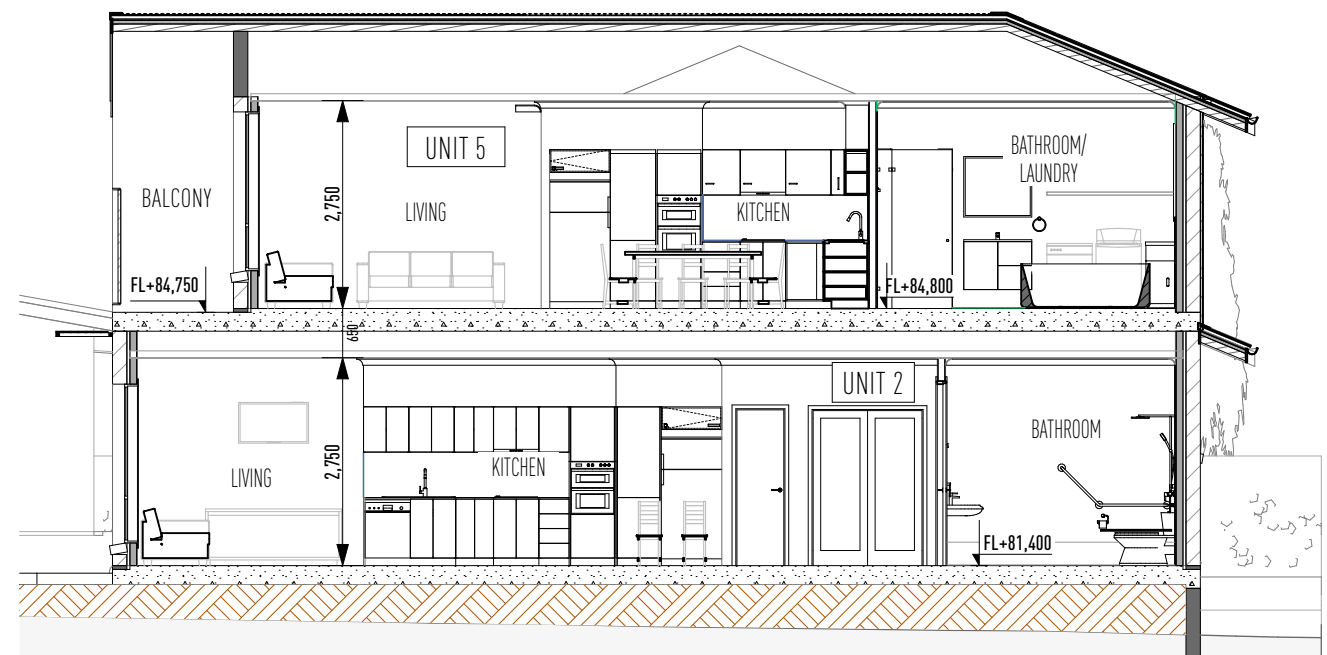 UNIT 5
BATHROOM/
LAUNDRY
BALCONY
2,750
LIVING
KITCHEN
FL+84,750
FL+84,800
650
UNIT 2
2,750
LIVING
KITCHEN
BATHROOM
FL+81,400